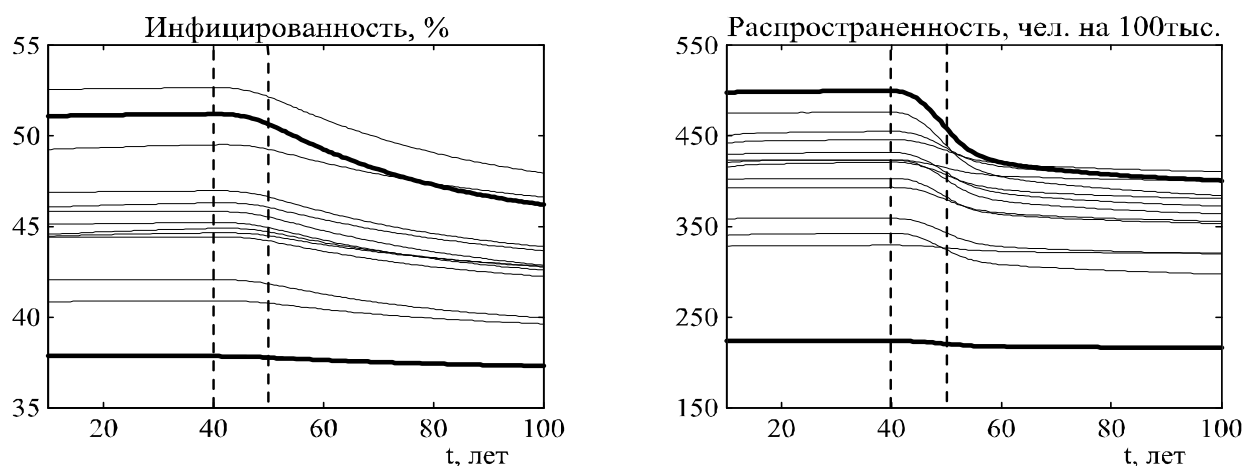 Инфицированность, %
55
50
45
40
35
20 40 60 80 100
t, лет
Распространенность, чел. на 100тыс.
550
450
350
250
150
20 40 60 80 100
t, лет